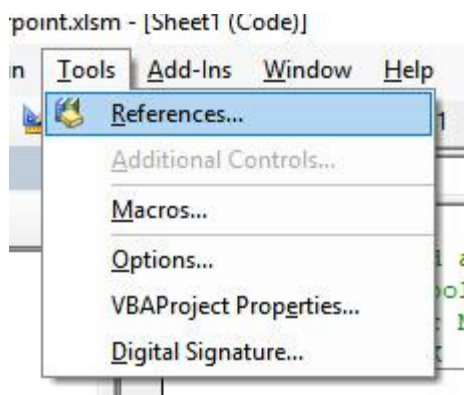 point.xlsm - [Sheet1 (Code)]
Tools Add-Ins Window Help
References...
Additional Controls...
Macros...
Options...
VBAProject Properties...
Digital Signature...